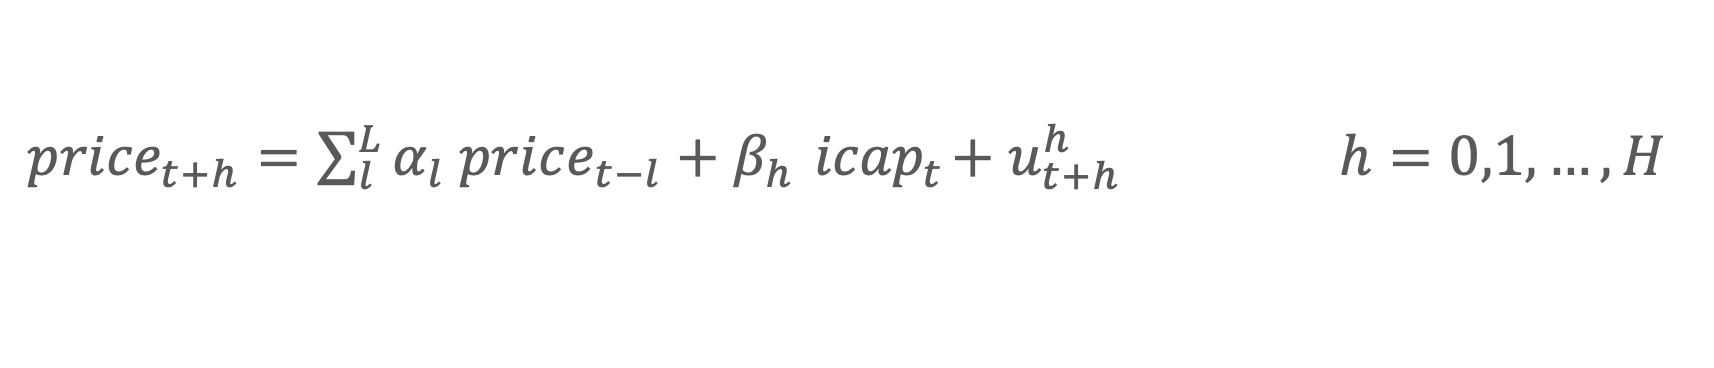 price_{t+h} = ∑_l^L α_l price_{t−l} + β_h icap_t + u_{t+h}^h h = 0,1, … , H